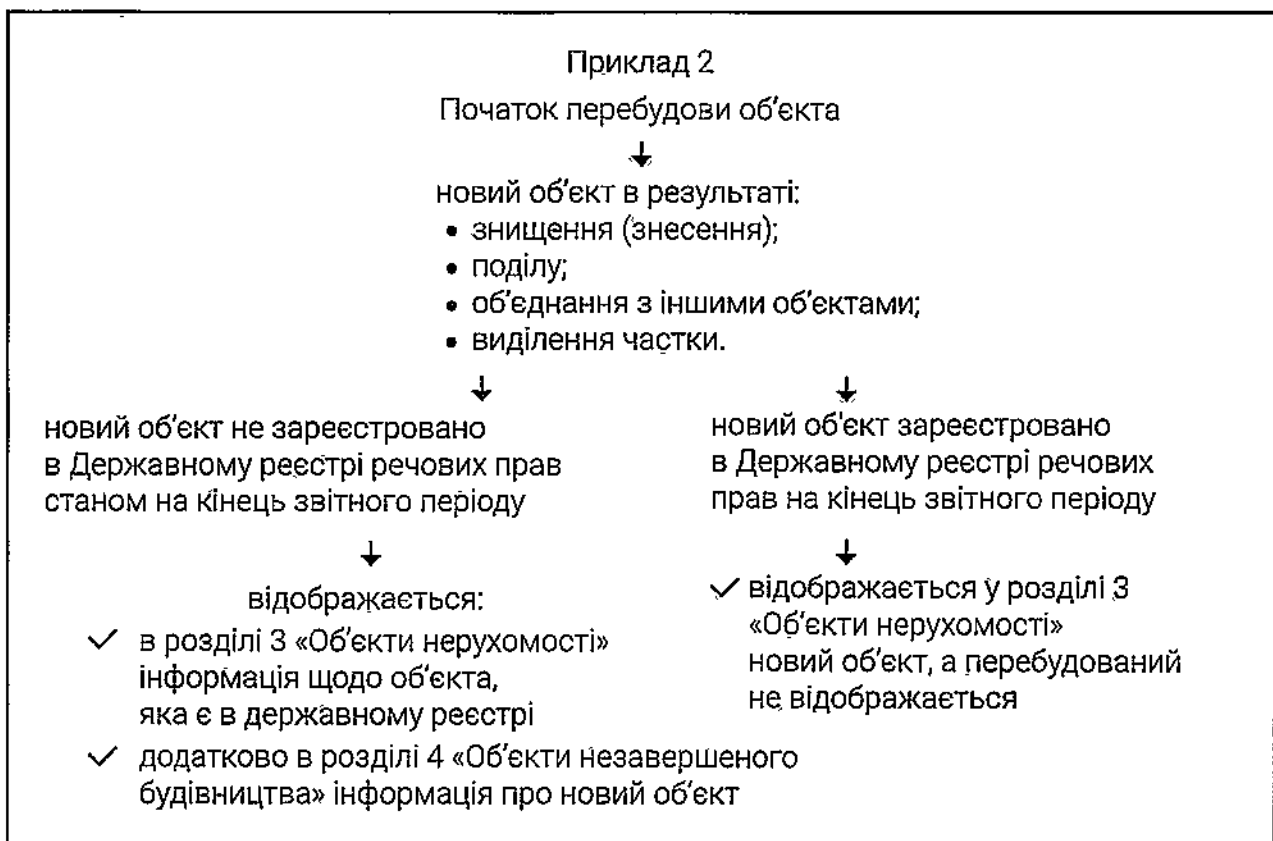 Приклад 2
Початок перебудови об'єкта
новий об'єкт в результаті:
• знищення (знесення);
• поділу;
• об'єднання з іншими об'єктами;
• виділення частки.
новий об'єкт не зареєстровано
в Державному реєстрі речових прав
станом на кінець звітного періоду
відображається:
✓ в розділі 3 «Об'єкти нерухомості»
інформація щодо об'єкта,
яка є в державному реєстрі
✓ додатково в розділі 4 «Об'єкти незавершеного
будівництва» інформація про новий об'єкт
новий об'єкт зареєстровано
в Державному реєстрі речових
прав на кінець звітного періоду
✓ відображається у розділі 3
«Об'єкти нерухомості»
новий об'єкт, а перебудований
не відображається